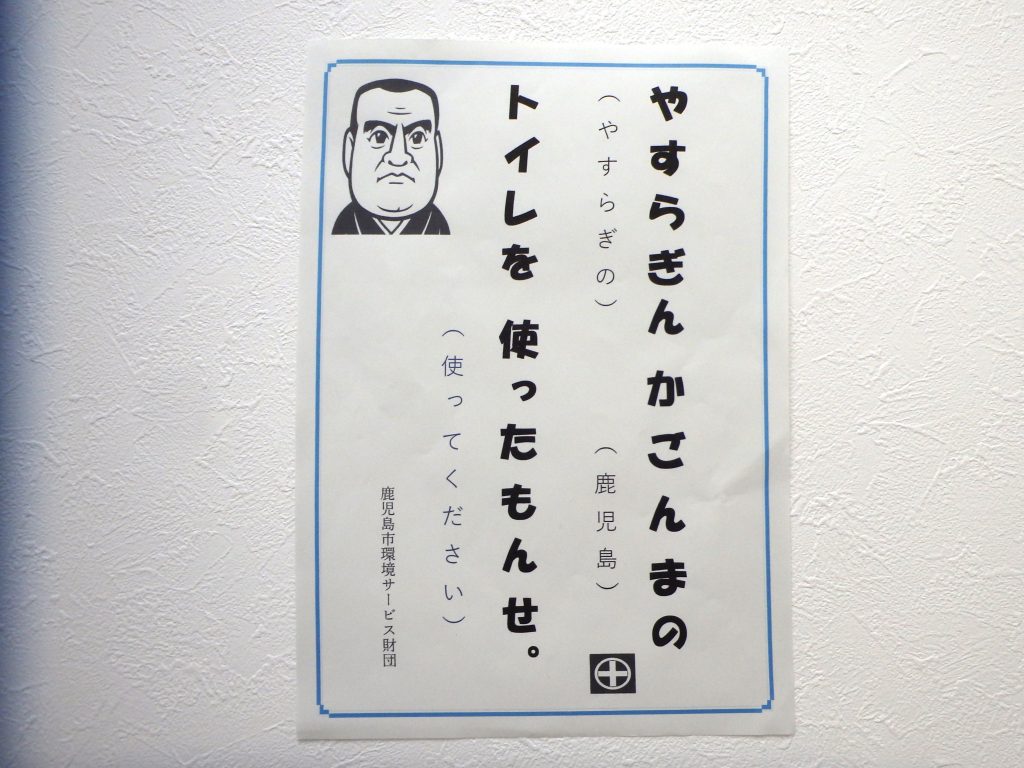 やすらぎん かごんまの
（やすらぎの）（鹿児島）
トイレを 使ったもんせ。
（使ってください）
鹿児島市環境サービス財団